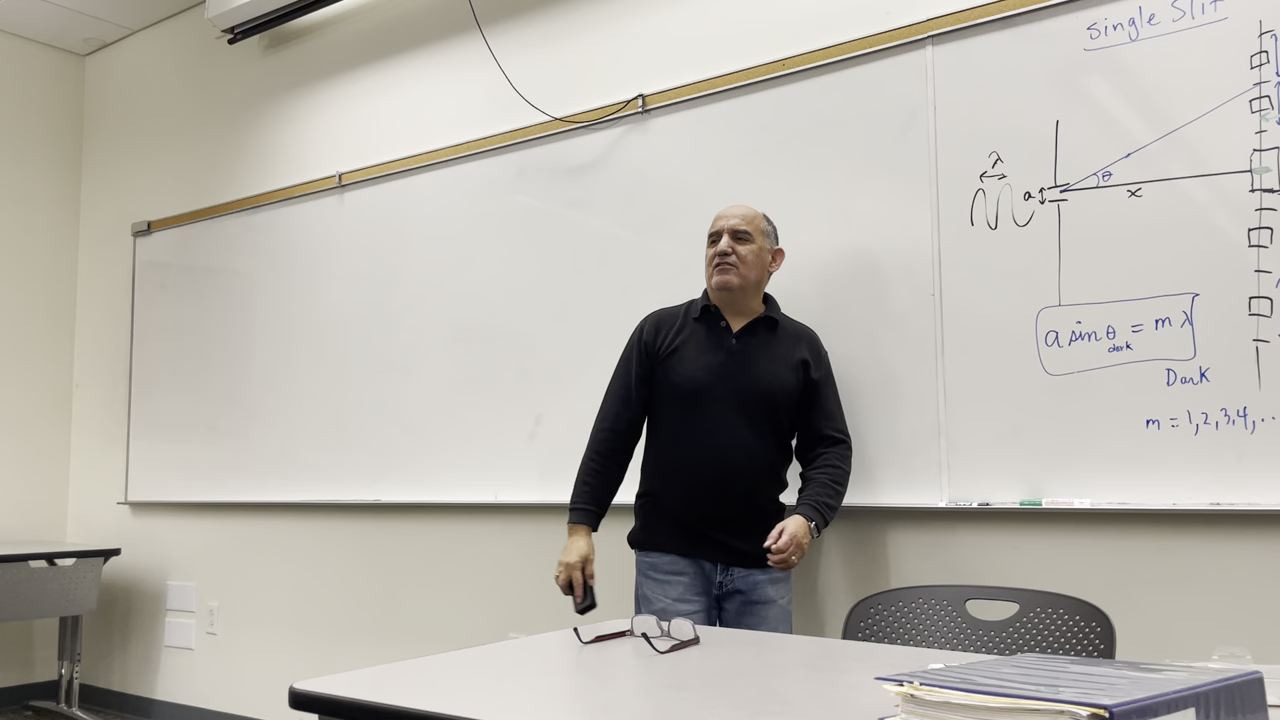 Single Slit
λ
a
θ
x
a sin θ dark = m λ
Dark
m = 1,2,3,4,..